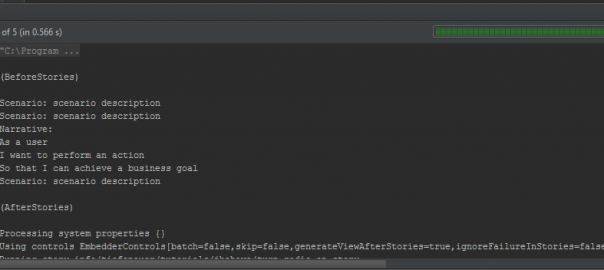 of 5 (in 0.566 s)
"C:\Program ...
(BeforeStories)
Scenario: scenario description
Scenario: scenario description
Narrative:
As a user
I want to perform an action
So that I can achieve a business goal
Scenario: scenario description
(AfterStories)
Processing system properties {}
Using controls EmbedderControls[batch=false,skip=false,generateViewAfterStories=true,ignoreFailureInStories=false